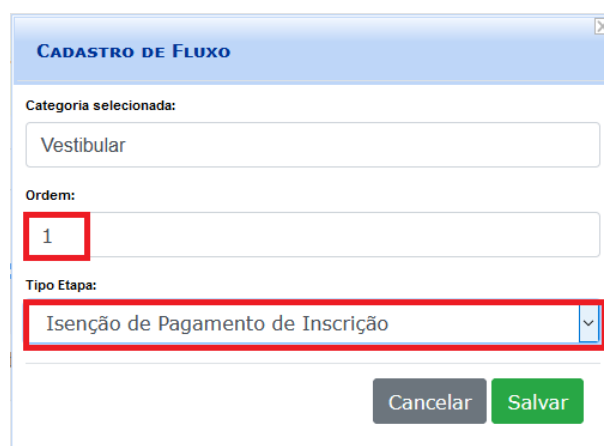 Cadastro de Fluxo
Categoria selecionada:
Vestibular
Ordem:
1
Tipo Etapa:
Isenção de Pagamento de Inscrição
Cancelar Salvar